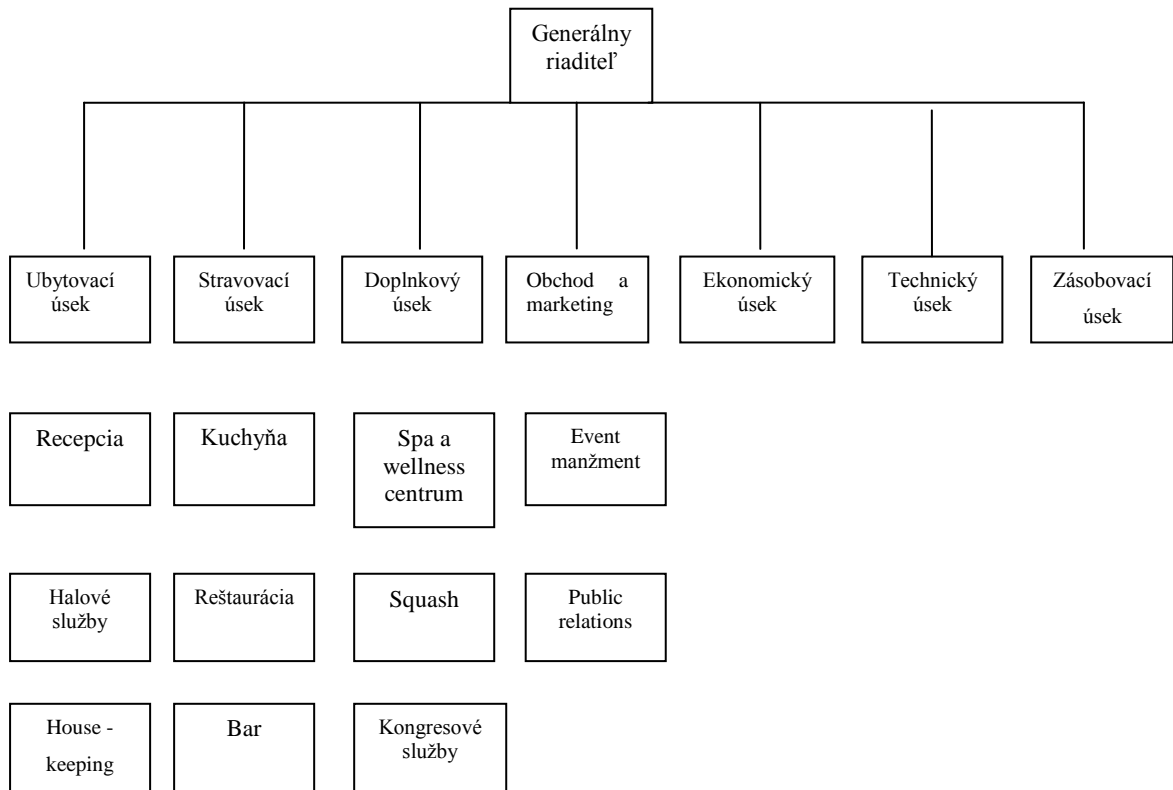 Generálny
riaditeľ
Ubytovací
úsek
Stravovací
úsek
Doplnkový
úsek
Obchod a
marketing
Ekonomický
úsek
Technický
úsek
Zásobovací
úsek
Recepcia
Kuchyňa
Spa a
wellness
centrum
Event
manžment
Halové
služby
Reštaurácia
Squash
Public
relations
House -
keeping
Bar
Kongresové
služby